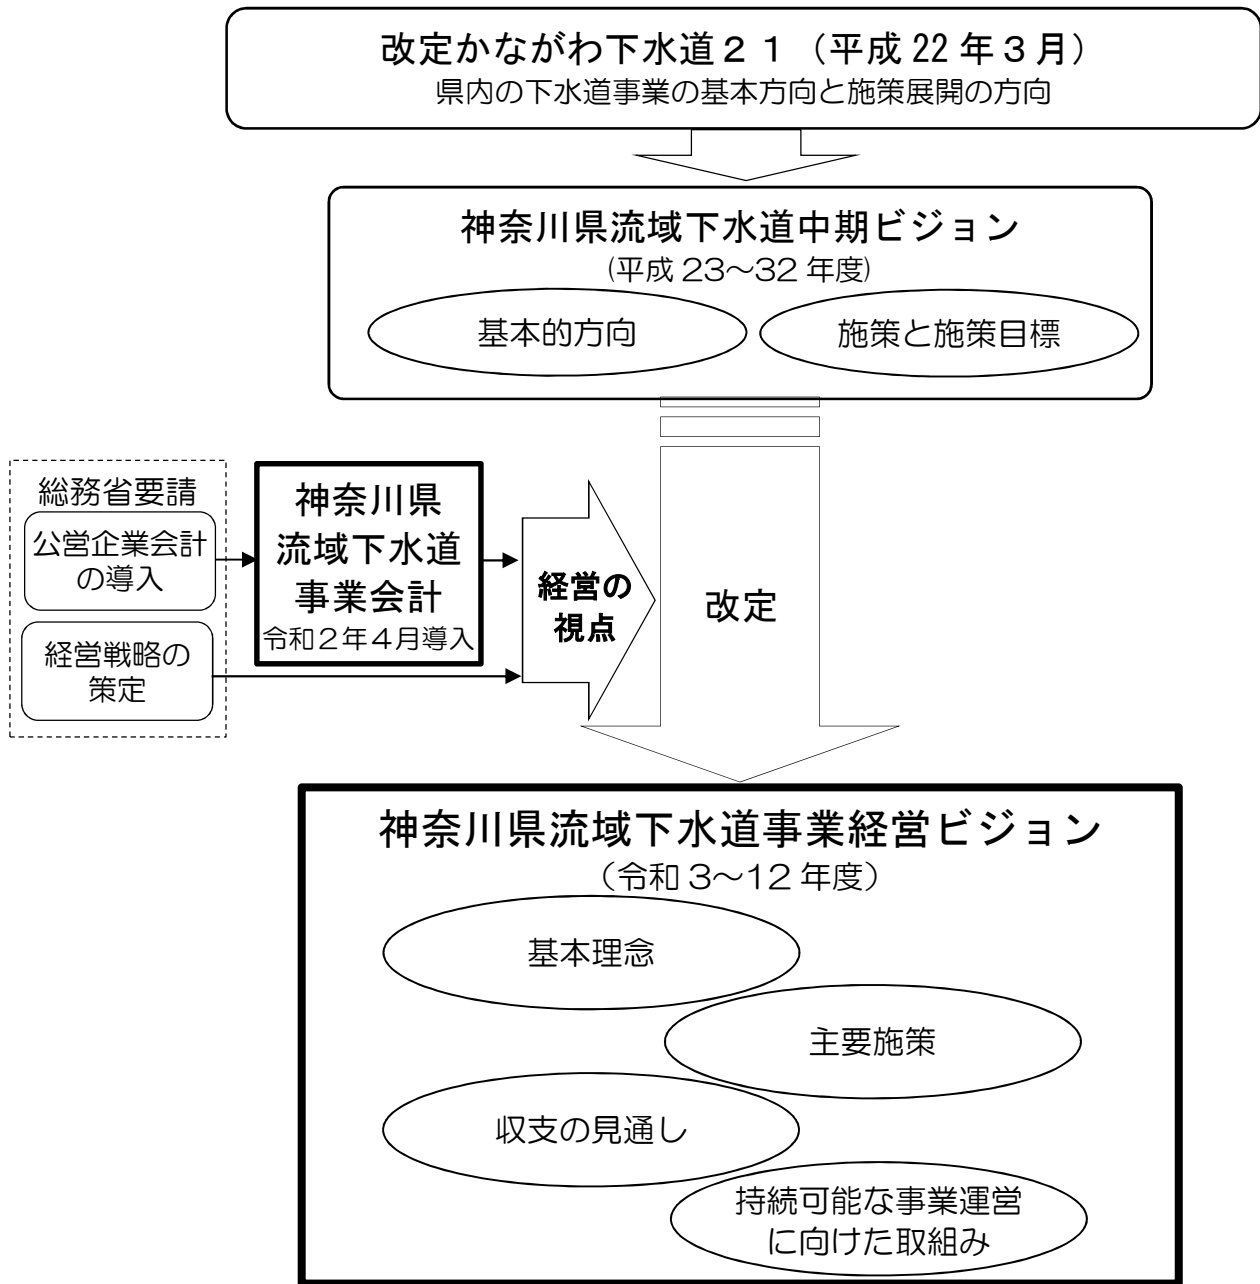 改定かながわ下水道２１（平成 22 年３月）
県内の下水道事業の基本方向と施策展開の方向
神奈川県流域下水道中期ビジョン
(平成 23～32 年度)
基本的方向
施策と施策目標
総務省要請
公営企業会計
の導入
経営戦略の
策定
神奈川県
流域下水道
事業会計
令和２年４月導入
経営の
視点
改定
神奈川県流域下水道事業経営ビジョン
（令和 3～12 年度）
基本理念
主要施策
収支の見通し
持続可能な事業運営
に向けた取組み